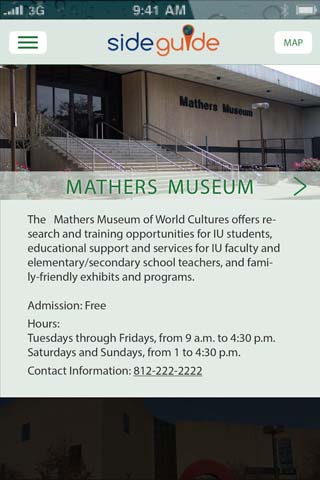 3G 9:41 AM
sideguide MAP
Mathers Museum
MATHERS MUSEUM
The Mathers Museum of World Cultures offers re-
search and training opportunities for IU students,
educational support and services for IU faculty and
elementary/secondary school teachers, and fami-
ly-friendly exhibits and programs.
Admission: Free
Hours:
Tuesdays through Fridays, from 9 a.m. to 4:30 p.m.
Saturdays and Sundays, from 1 to 4:30 p.m.
Contact Information: 812-222-2222